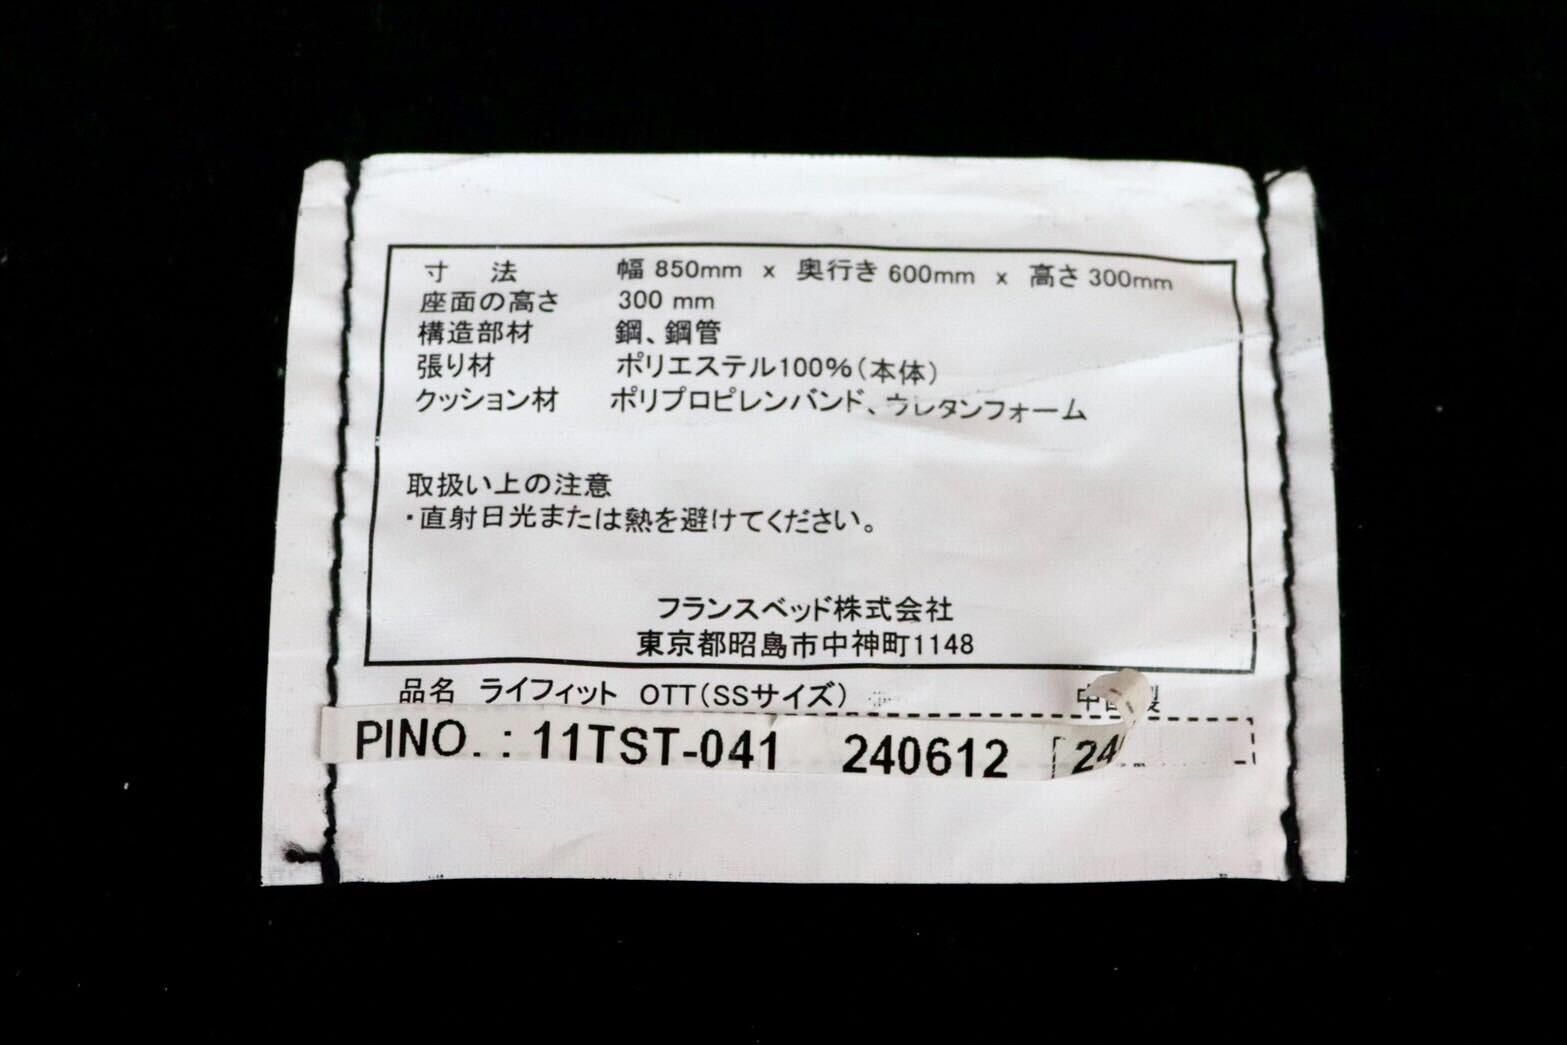 寸 法 幅 850mm x 奥行き 600mm x 高さ 300mm
座面の高さ 300 mm
構造部材 鋼、鋼管
張り材 ポリエステル100%(本体)
クッション材 ポリプロピレンバンド、ウレタンフォーム
取扱い上の注意
・直射日光または熱を避けてください。
フランスベッド株式会社
東京都昭島市中神町1148
品名 ライフィット OTT(SSサイズ) 中国製
PINO.:11TST-041 240612 24